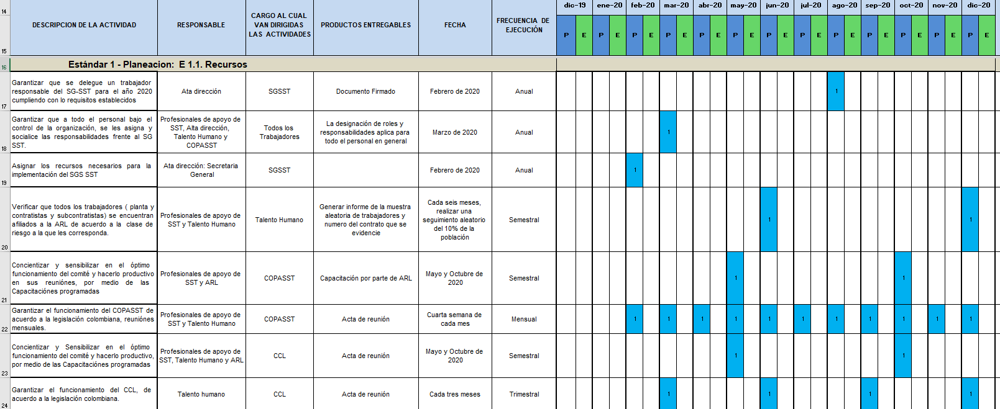 14
dic-19 ene-20 feb-20 mar-20 abr-20 may-20 jun-20 jul-20 ago-20 sep-20 oct-20 nov-20 dic-20
DESCRIPCION DE LA ACTIVIDAD
RESPONSABLE
CARGO AL CUAL
VAN DIRIGIDAS
LAS ACTIVIDADES
PRODUCTOS ENTREGABLES
FECHA
FRECUENCIA DE
EJECUCIÓN
P E P E P E P E P E P E P E P E P E P E P E P E P E
15
16
Estándar 1 - Planeacion: E 1.1. Recursos
17
Garantizar que se delegue un trabajador
responsable del SG-SST para el año 2020
cumpliendo con lo requisitos establecidos
Ata dirección
SGSST
Documento Firmado
Febrero de 2020
Anual
1
18
Garantizar que a todo el personal bajo el
control de la organización, se les asigna y
socialice las responsabilidades frente al SG
SST.
Profesionales de apoyo de
SST, Alta dirección,
Talento Humano y
COPASST
Todos los
Trabajadores
La designación de roles y
responsabilidades aplica para
todo el personal en general
Marzo de 2020
Anual
1
19
Asignar los recursos necesarios para la
implementación del SGS SST
Ata dirección: Secretaria
General
SGSST
Febrero de 2020
Anual
1
20
Verificar que todos los trabajadores ( planta y
contratistas y subcontratistas) se encuentran
afiliados a la ARL de acuerdo a la clase de
riesgo a la que les corresponda.
Profesionales de apoyo de
SST y Talento Humano
Talento Humano
Generar informe de la muestra
aleatoria de trabajadores y
numero del contrato que se
evidencie
Cada seis meses,
realizar una
seguimiento aleatorio
del 10% de la
población
Semestral
1 1
21
Concientizar y sensibilizar en el óptimo
funcionamiento del comité y hacerlo productivo
en sus reuniónes, por medio de las
Capacitaciónes programadas
Profesionales de apoyo de
SST y ARL
COPASST
Capacitación por parte de ARL
Mayo y Octubre de
2020
Semestral
1 1
22
Garantizar el funcionamiento del COPASST de
acuerdo a la legislación colombiana, reuniónes
mensuales.
Profesionales de apoyo de
SST y Talento Humano
COPASST
Acta de reunión
Cuarta semana de
cada mes
Mensual
1 1 1 1 1 1 1 1 1 1 1
23
Concientizar y Sensibilizar en el óptimo
funcionamiento del comité y hacerlo productivo,
por medio de las Capacitaciónes programadas
Profesionales de apoyo de
SST, Talento Humano y ARL
CCL
Acta de reunión
Mayo y Octubre de
2020
Semestral
1 1
24
Garantizar el funcionamiento del CCL, de
acuerdo a la legislación colombiana.
Talento humano
CCL
Acta de reunión
Cada tres meses
Trimestral
1 1 1 1